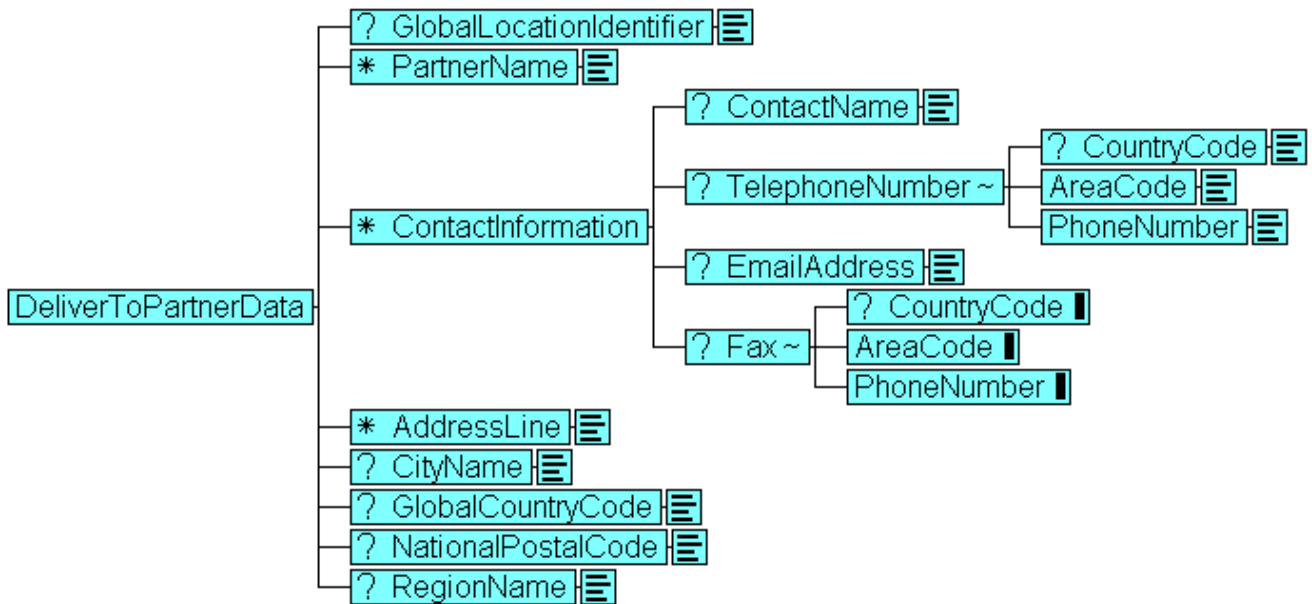 ? GlobalLocationIdentifier
* PartnerName
? ContactName
? CountryCode
? TelephoneNumber ~
AreaCode
PhoneNumber
* ContactInformation
? EmailAddress
DeliverToPartnerData
? CountryCode
? Fax ~
AreaCode
PhoneNumber
* AddressLine
? CityName
? GlobalCountryCode
? NationalPostalCode
? RegionName